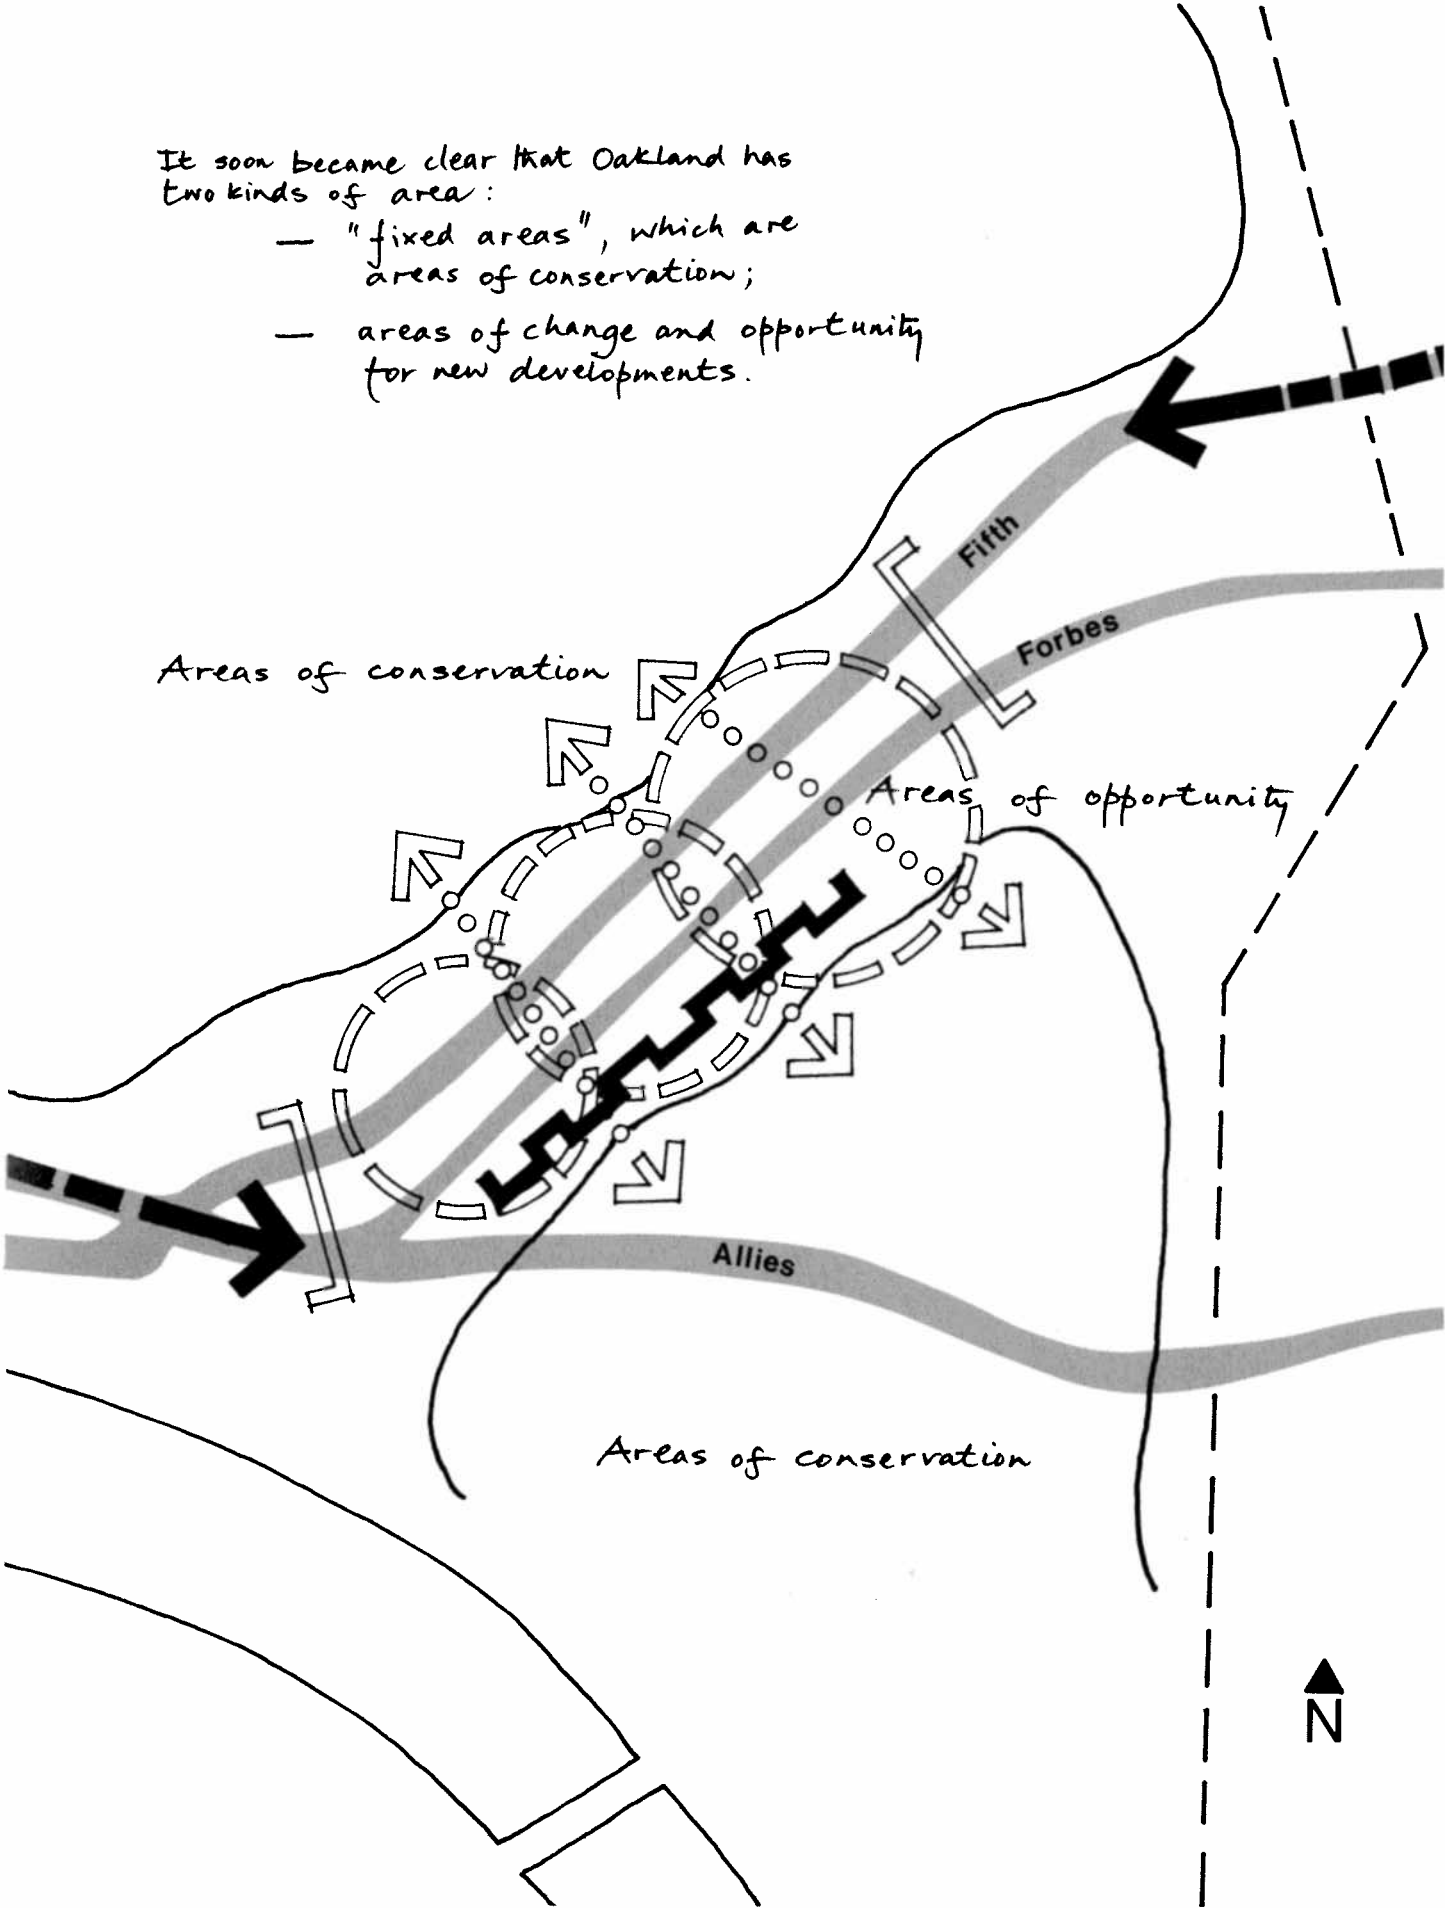 It soon became clear that Oakland has
two kinds of area:
— "fixed areas", which are
areas of conservation;
— areas of change and opportunity
for new developments.
Fifth
Forbes
Areas of conservation
Areas of opportunity
Allies
Areas of conservation
N